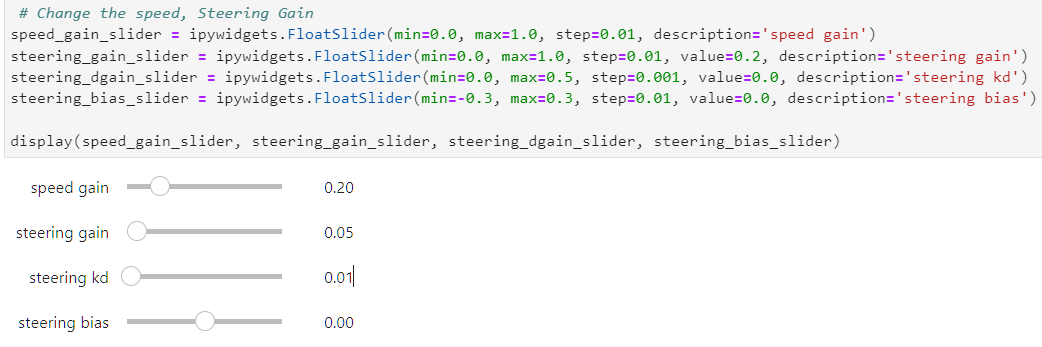 # Change the speed, Steering Gain
speed_gain_slider = ipywidgets.FloatSlider(min=0.0, max=1.0, step=0.01, description='speed gain')
steering_gain_slider = ipywidgets.FloatSlider(min=0.0, max=1.0, step=0.01, value=0.2, description='steering gain')
steering_dgain_slider = ipywidgets.FloatSlider(min=0.0, max=0.5, step=0.001, value=0.0, description='steering kd')
steering_bias_slider = ipywidgets.FloatSlider(min=-0.3, max=0.3, step=0.01, value=0.0, description='steering bias')
display(speed_gain_slider, steering_gain_slider, steering_dgain_slider, steering_bias_slider)
speed gain 0.20
steering gain 0.05
steering kd 0.01
steering bias 0.00